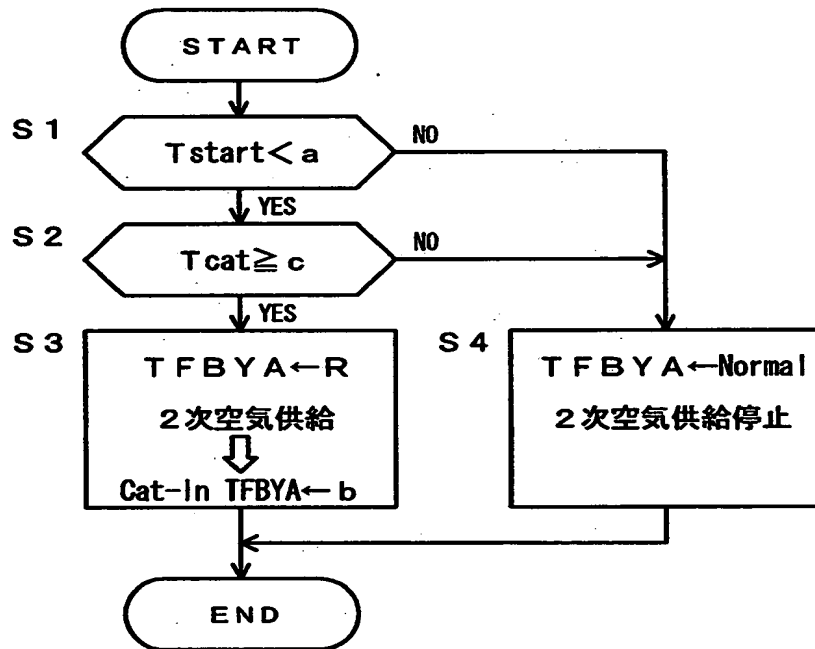 START
S1
Tstart<a
NO
YES
S2
Tcat≧c
NO
YES
S3
TFBYA←R
2次空気供給
Cat-In TFBYA←b
S4
TFBYA←Normal
2次空気供給停止
END